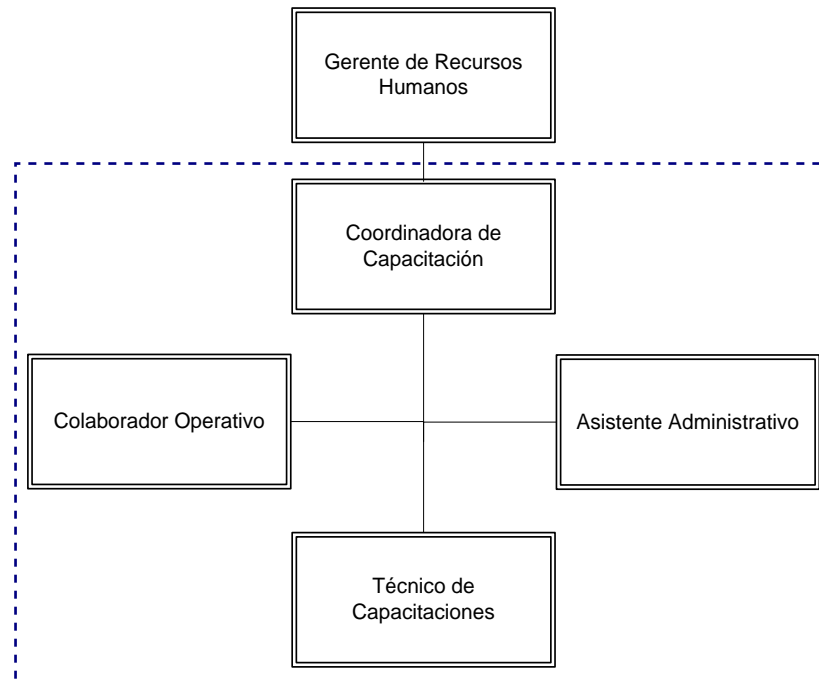 Gerente de Recursos
Humanos
Coordinadora de
Capacitación
Colaborador Operativo
Asistente Administrativo
Técnico de
Capacitaciones